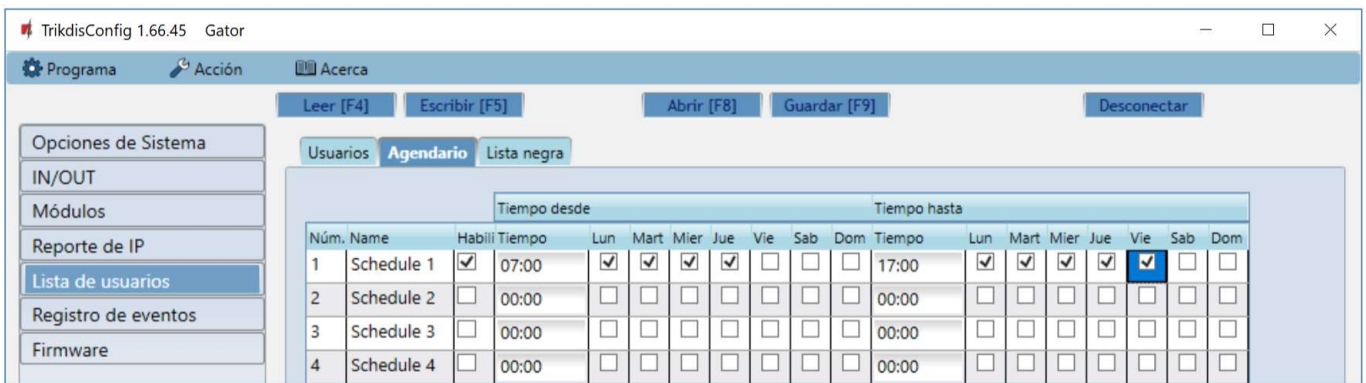 TrikdisConfig 1.66.45 Gator
Programa Acción Acerca
Leer [F4] Escribir [F5] Abrir [F8] Guardar [F9] Desconectar
Opciones de Sistema
IN/OUT
Módulos
Reporte de IP
Lista de usuarios
Registro de eventos
Firmware
Usuarios Agendario Lista negra
Tiempo desde Tiempo hasta
Núm. Name Habili Tiempo Lun Mart Mier Jue Vie Sab Dom Tiempo Lun Mart Mier Jue Vie Sab Dom
1 Schedule 1 07:00 17:00
2 Schedule 2 00:00 00:00
3 Schedule 3 00:00 00:00
4 Schedule 4 00:00 00:00